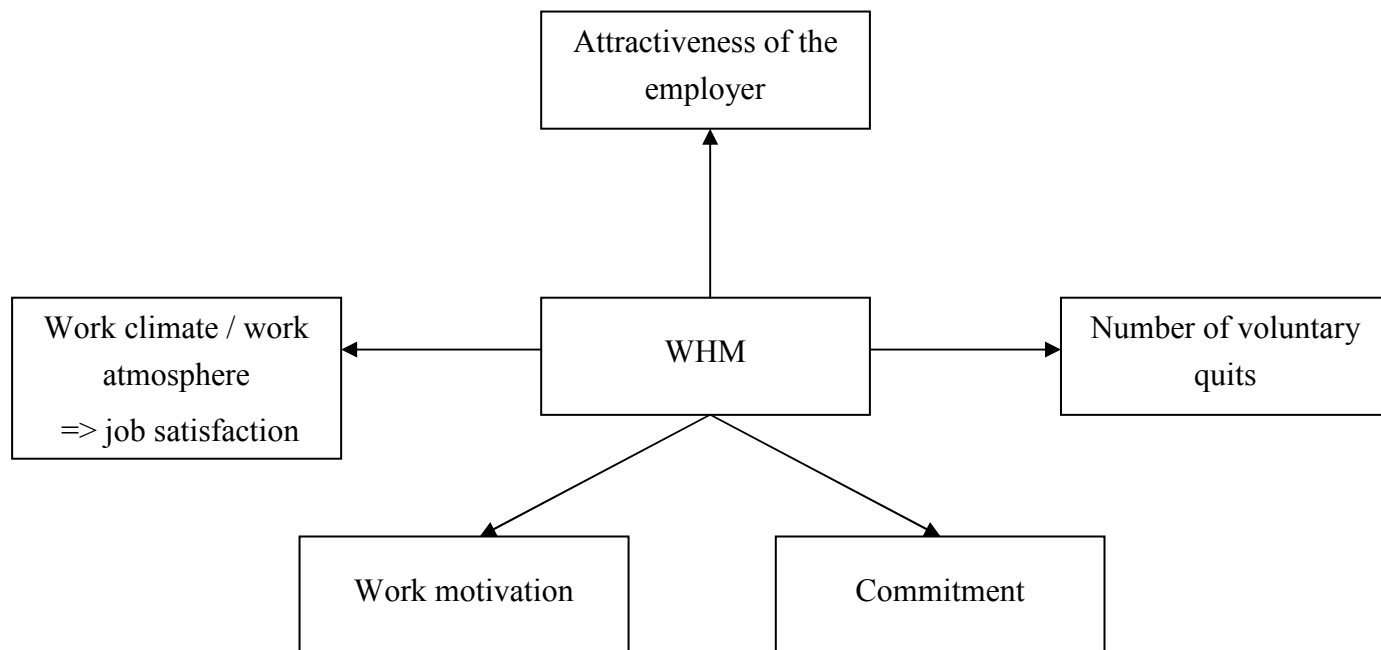 Attractiveness of the
employer
Work climate / work
atmosphere
=> job satisfaction
WHM
Number of voluntary
quits
Work motivation
Commitment